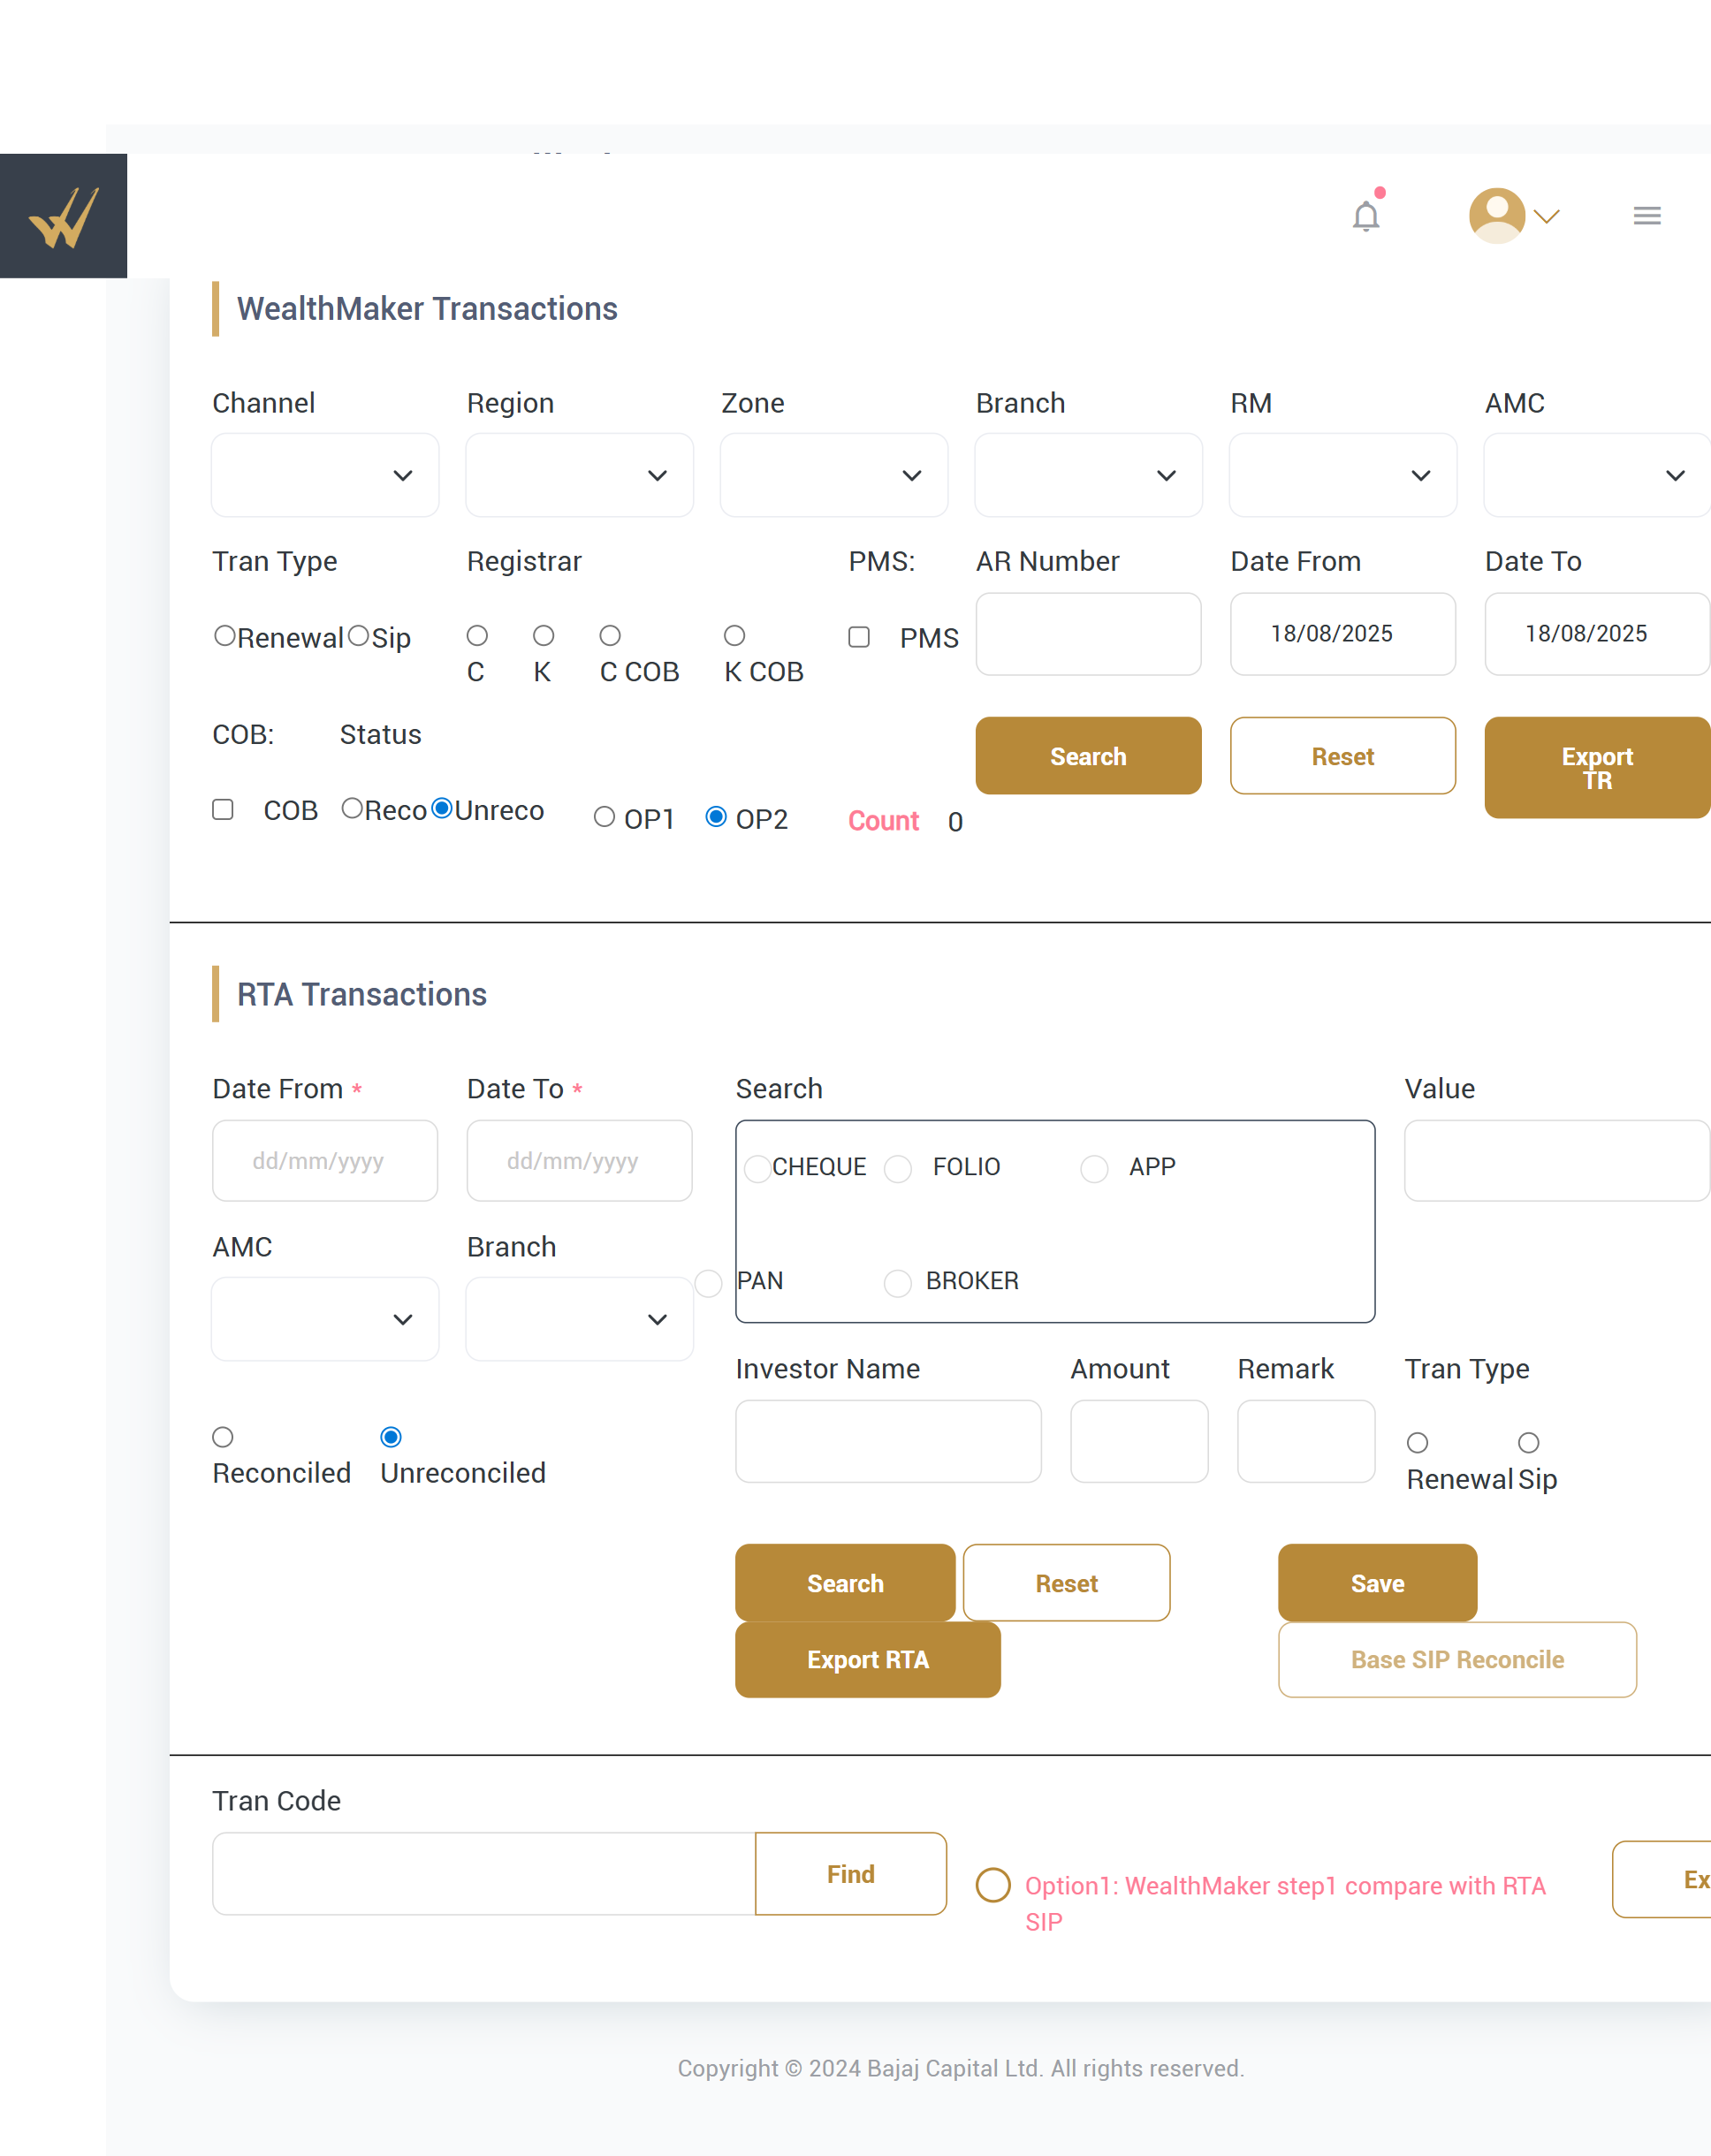 WealthMaker Transactions
Channel Region Zone Branch RM AMC
Tran Type Registrar PMS: AR Number Date From Date To
18/08/2025 18/08/2025
Renewal Sip PMS
C K C COB K COB
COB: Status
Search Reset Export
TR
COB Reco Unreco OP1 OP2 Count 0
RTA Transactions
Date From * Date To * Search Value
dd/mm/yyyy dd/mm/yyyy CHEQUE FOLIO APP
AMC Branch
PAN BROKER
Investor Name Amount Remark Tran Type
Reconciled Unreconciled
Renewal Sip
Search Reset Save
Export RTA Base SIP Reconcile
Tran Code
Find Option1: WealthMaker step1 compare with RTA
SIP
Ex
Copyright © 2024 Bajaj Capital Ltd. All rights reserved.